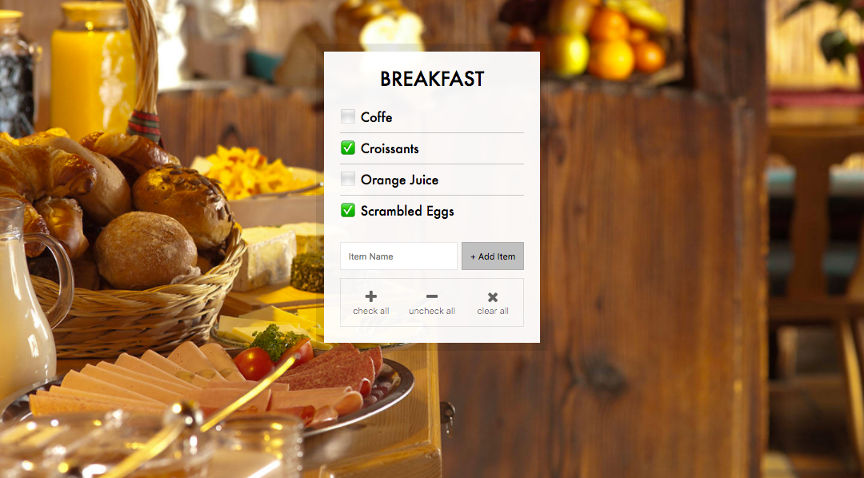 BREAKFAST
Coffe
Croissants
Orange Juice
Scrambled Eggs
Item Name
+ Add Item
check all
uncheck all
clear all